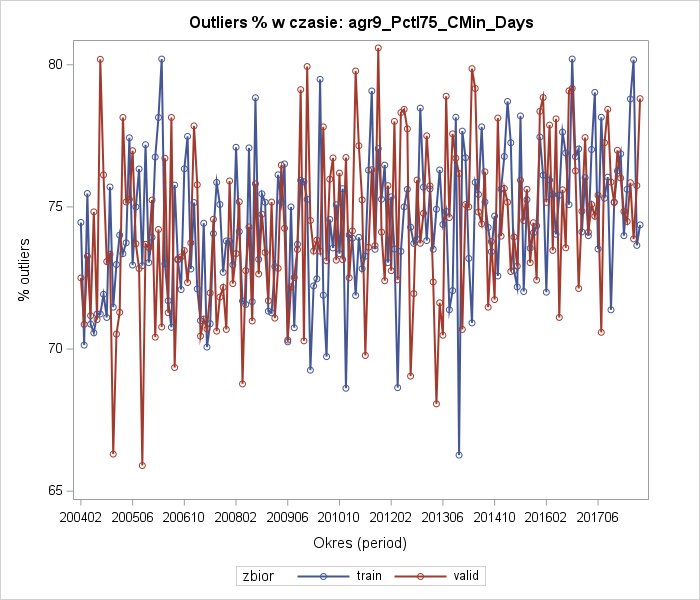 Outliers % w czasie: agr9_Pctl75_CMin_Days
80
75
70
65
% outliers
200402 200506 200610 200802 200906 201010 201202 201306 201410 201602 201706
Okres (period)
zbior train valid